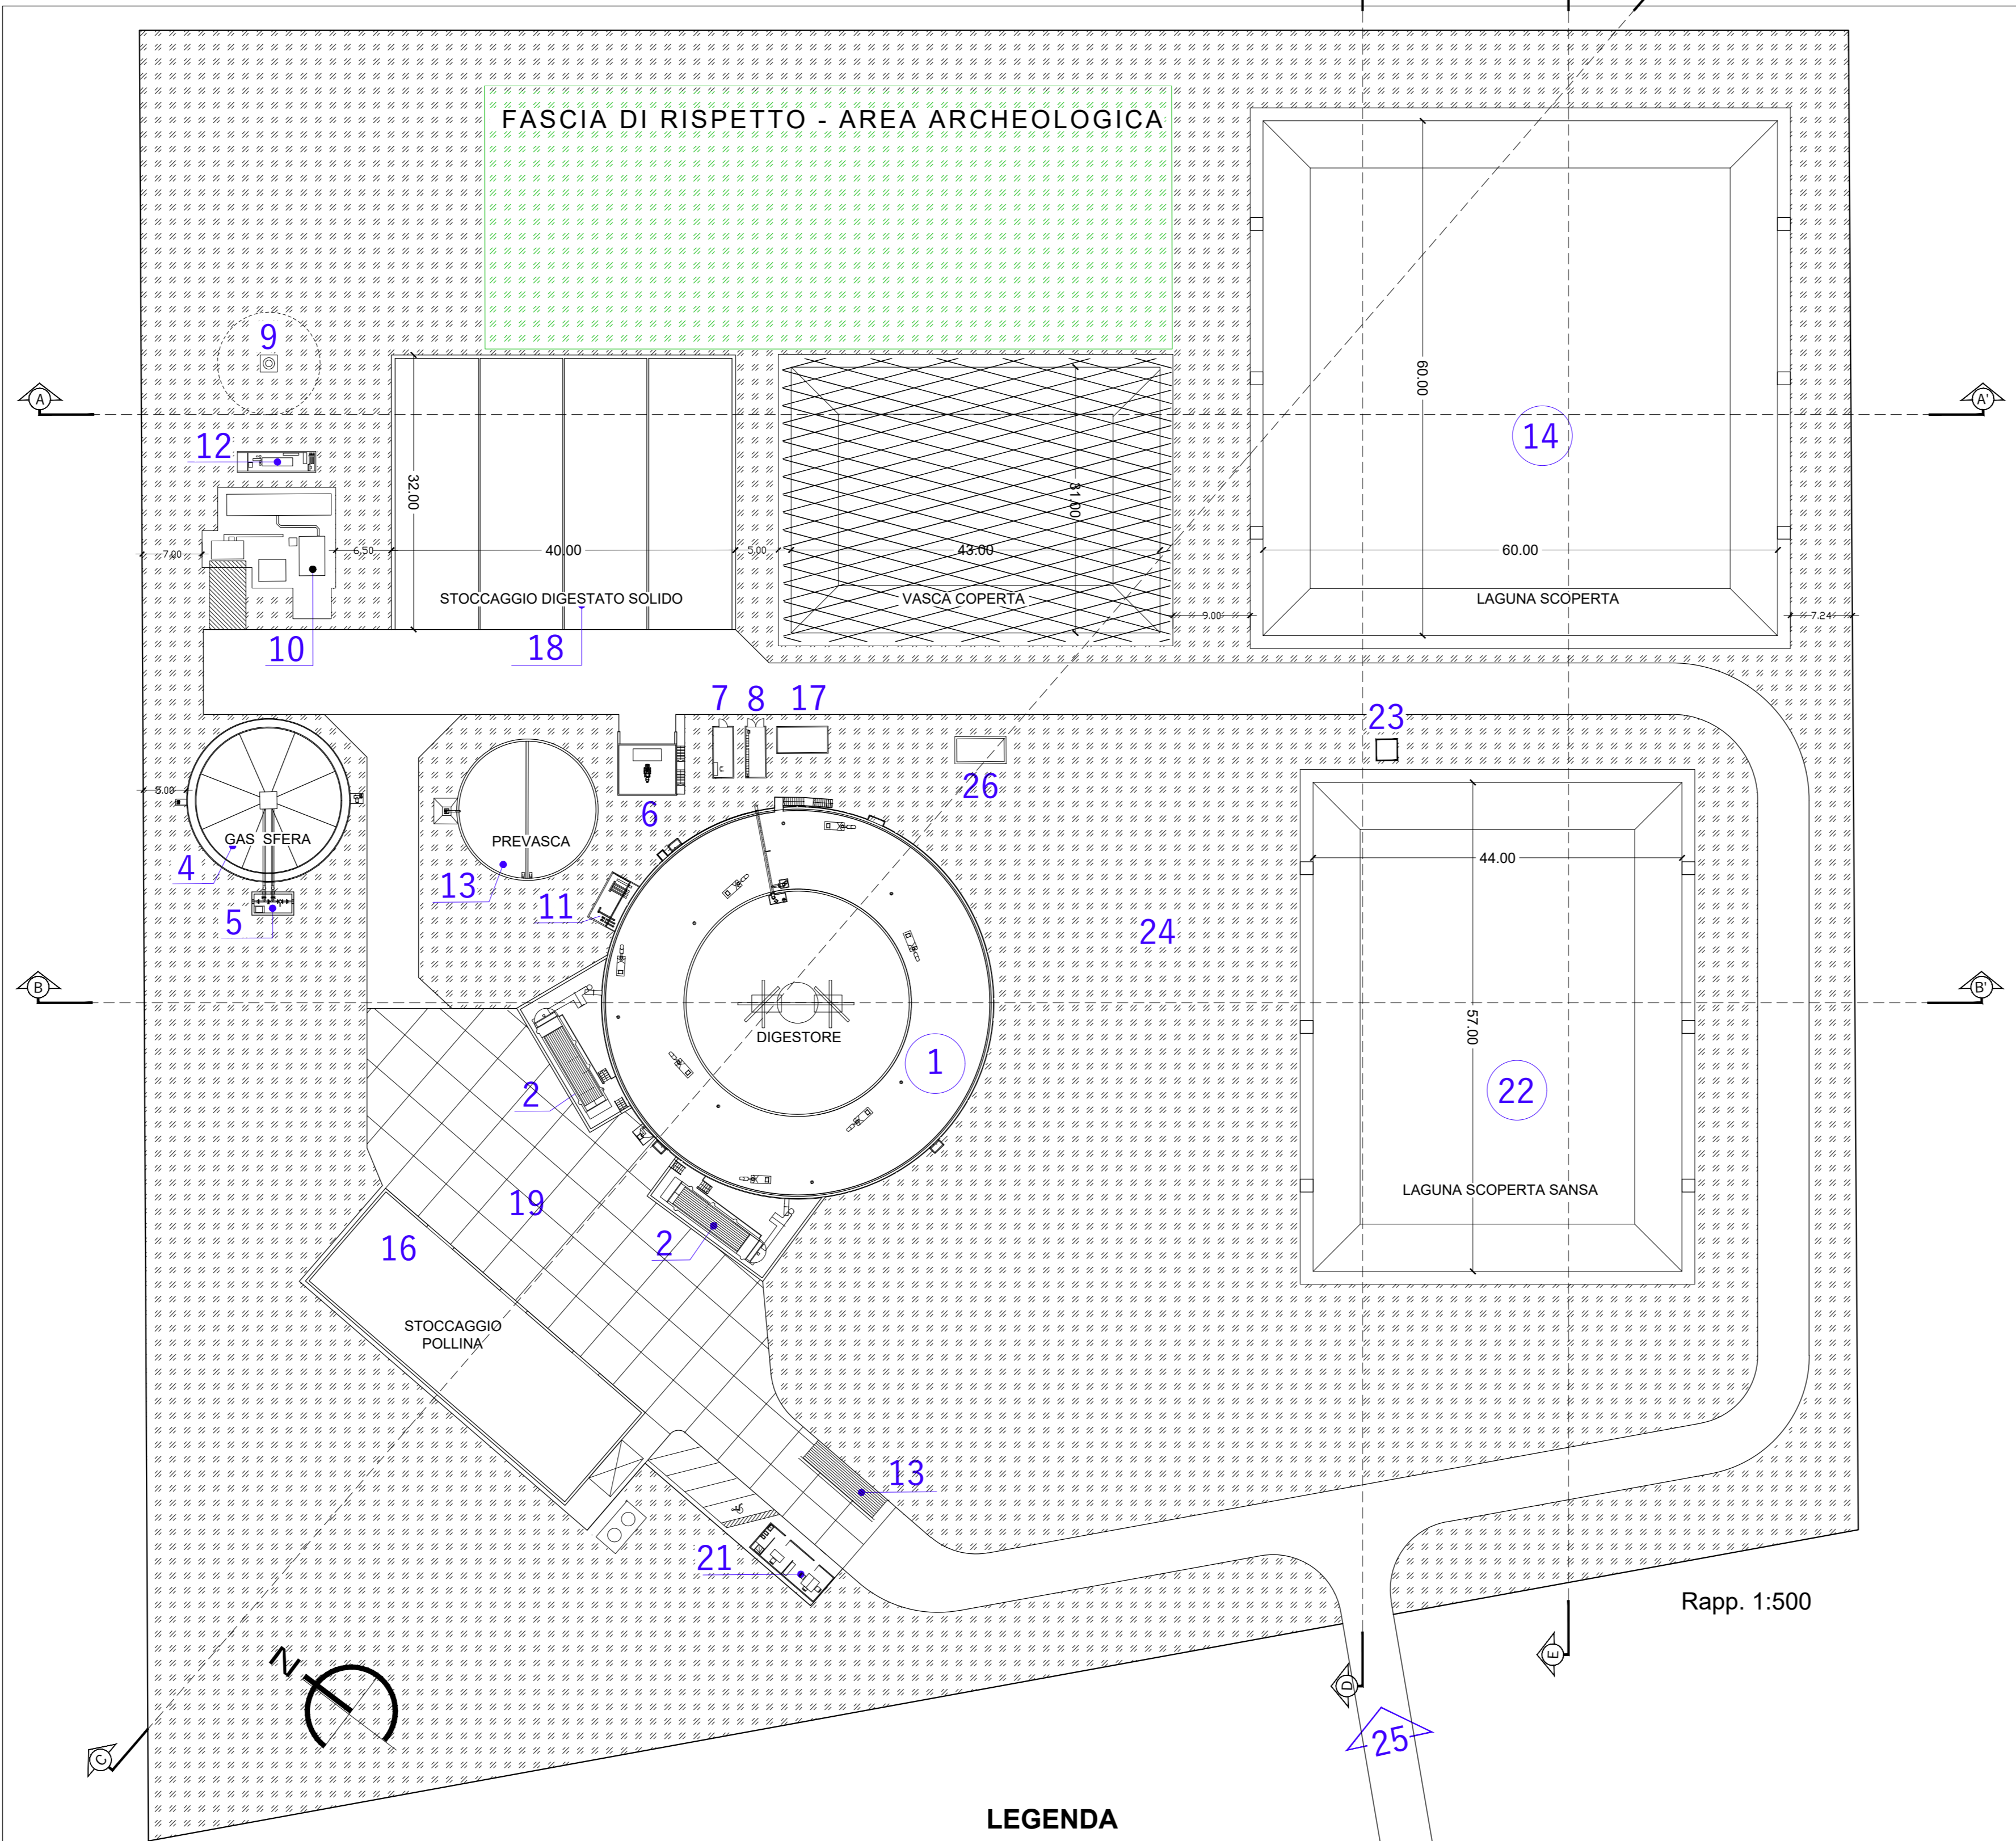 FASCIA DI RISPETTO - AREA ARCHEOLOGICA
9
A
A'
60.00
14
12
32.00
31.00
7.00
6.50
40.00
5.00
43.00
60.00
STOCCAGGIO DIGESTATO SOLIDO
VASCA COPERTA
LAGUNA SCOPERTA
9.00
7.24
10
18
7
8
17
23
26
5.00
6
GAS SFERA
PREVASCA
4
13
44.00
11
5
24
B
B'
DIGESTORE
57.00
1
2
22
LAGUNA SCOPERTA SANSA
19
16
2
STOCCAGGIO
POLLINA
13
21
Rapp. 1:500
N
E
D
C
25
LEGENDA